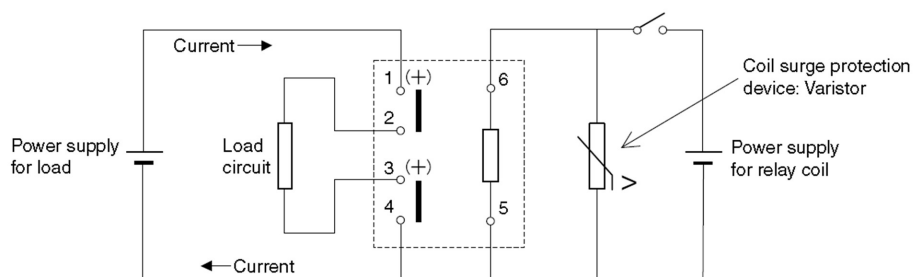 Current
1 (+)
2
3 (+)
4
6
5
Power supply
for load
Load
circuit
Coil surge protection
device: Varistor
Power supply
for relay coil
V
Current